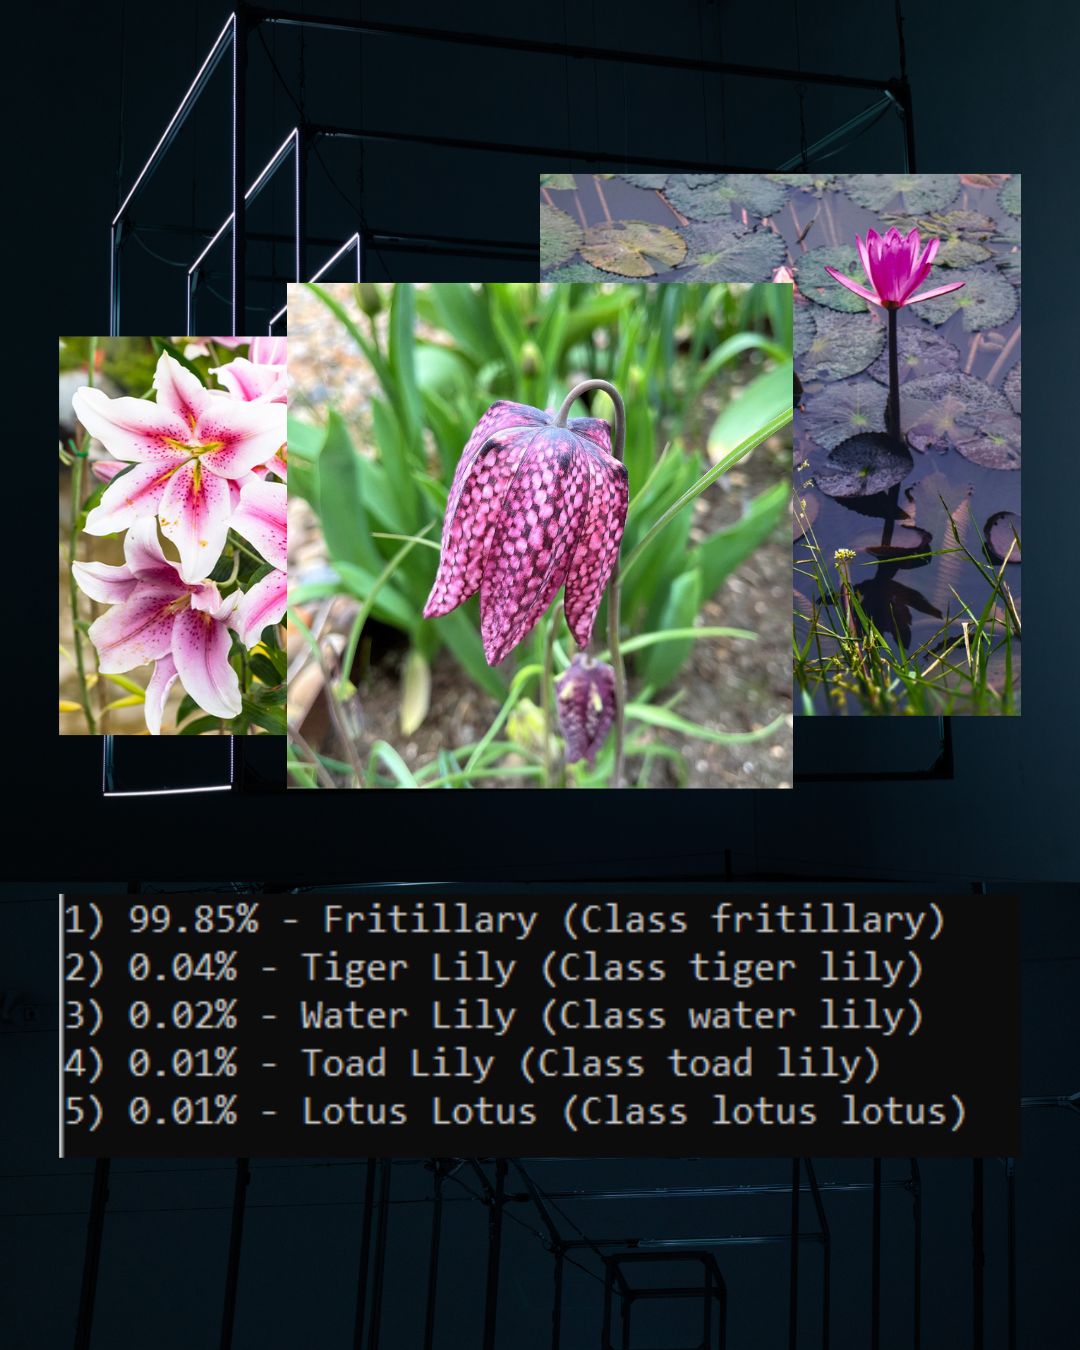 1) 99.85% - Fritillary (Class fritillary)
2) 0.04% - Tiger Lily (Class tiger lily)
3) 0.02% - Water Lily (Class water lily)
4) 0.01% - Toad Lily (Class toad lily)
5) 0.01% - Lotus Lotus (Class lotus lotus)